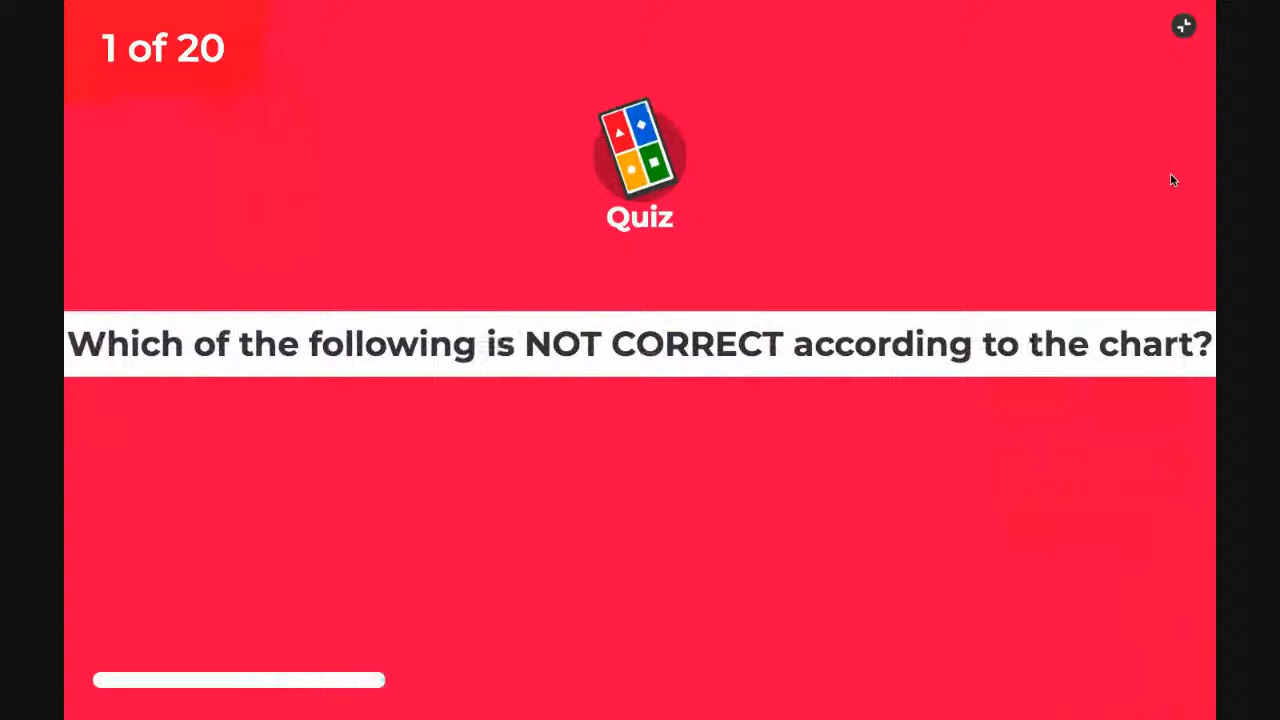 1 of 20
Quiz
Which of the following is NOT CORRECT according to the chart?